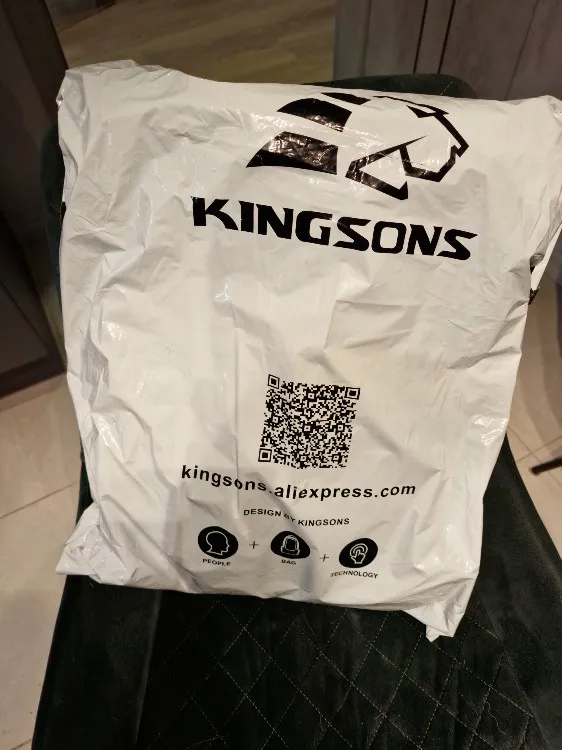 KINGSONS
kingsons.aliexpress.com
DESIGN BY KINGSONS
PEOPLE + BAG + TECHNOLOGY